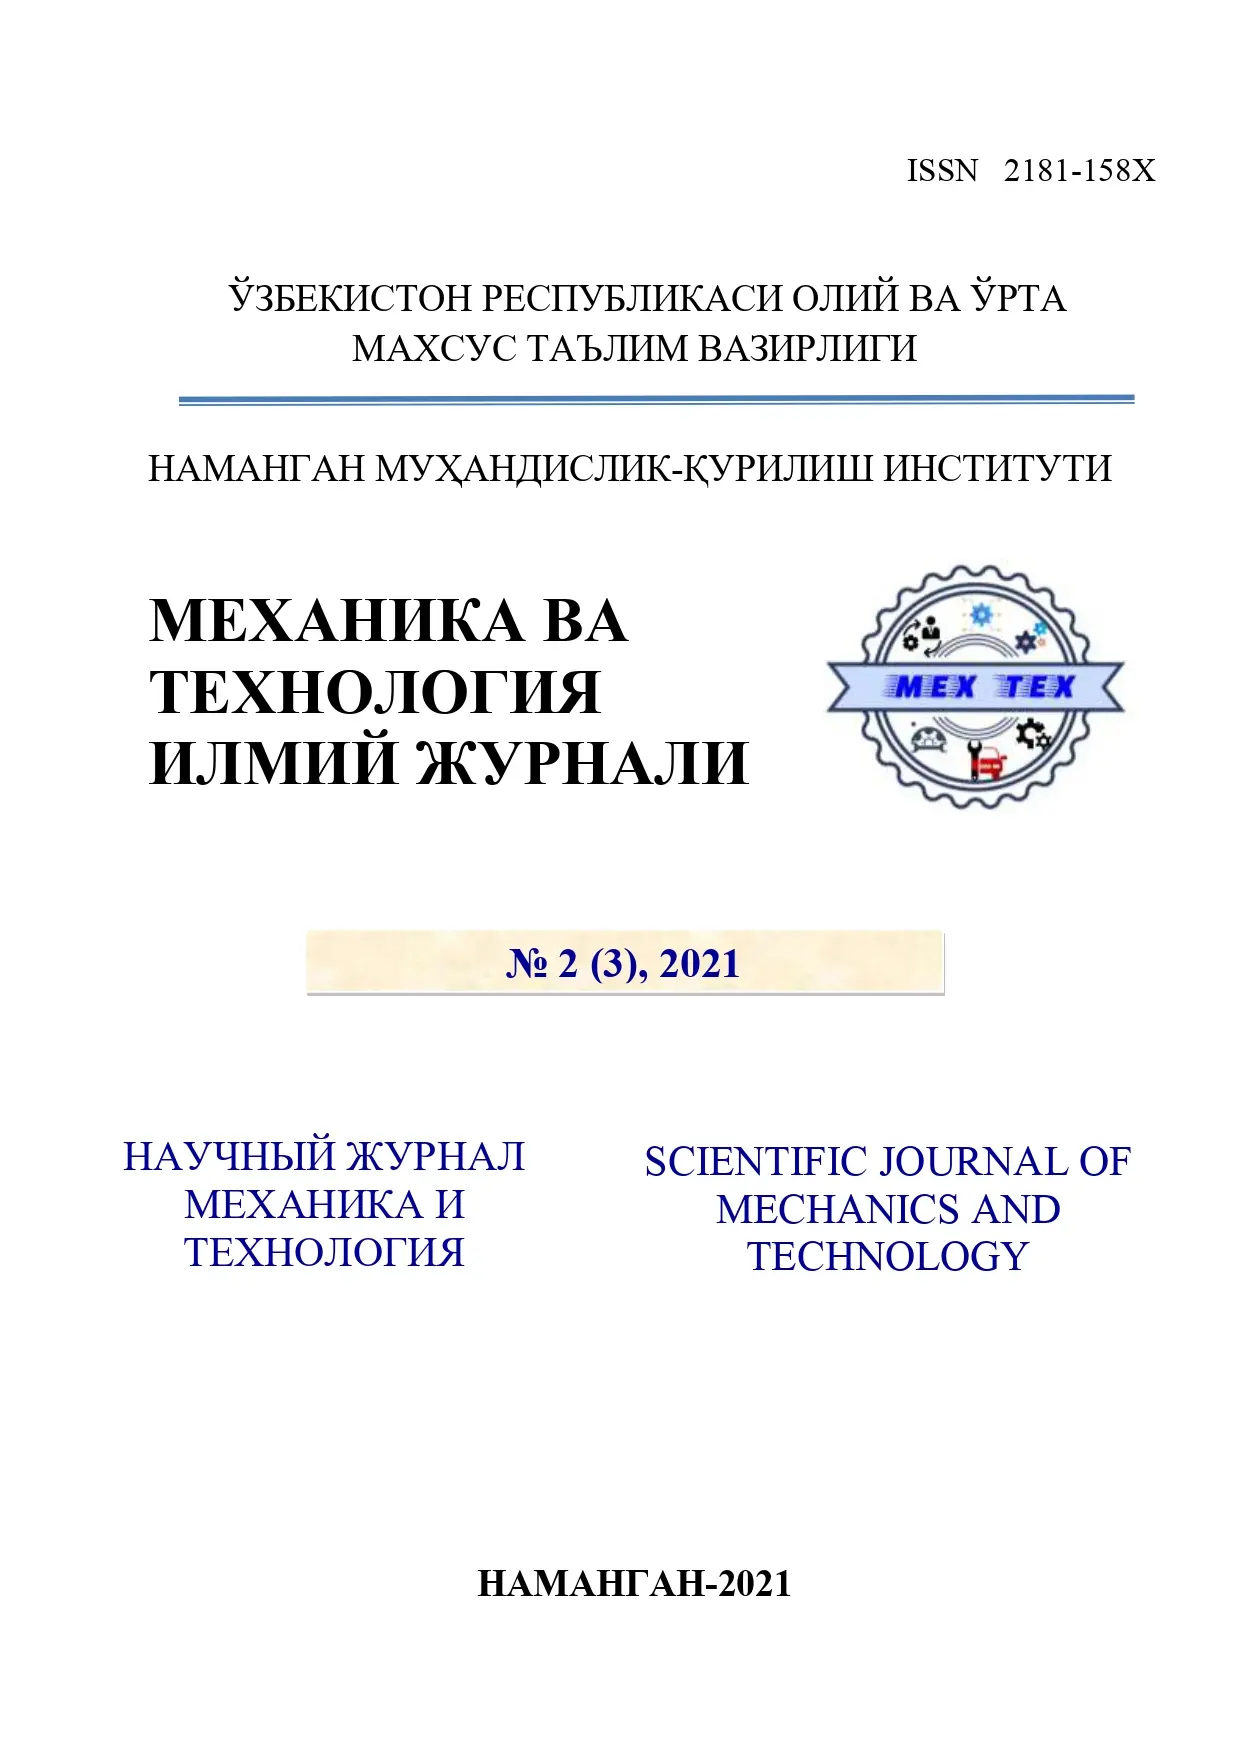 ISSN 2181-158X
ЎЗБЕКИСТОН РЕСПУБЛИКАСИ ОЛИЙ ВА ЎРТА
МАХСУС ТАЪЛИМ ВАЗИРЛИГИ
НАМАНГАН МУҲАНДИСЛИК-ҚУРИЛИШ ИНСТИТУТИ
МЕХАНИКА ВА
ТЕХНОЛОГИЯ
ИЛМИЙ ЖУРНАЛИ
MEX TEX
№ 2 (3), 2021
НАУЧНЫЙ ЖУРНАЛ
МЕХАНИКА И
ТЕХНОЛОГИЯ
SCIENTIFIC JOURNAL OF
MECHANICS AND
TECHNOLOGY
НАМАНГАН-2021